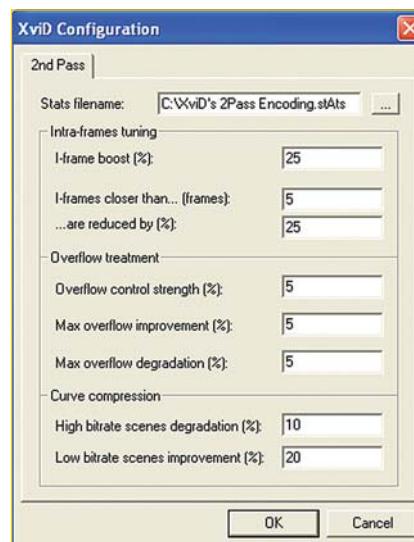 XviD Configuration
2nd Pass
Stats filename: C:\XviD's 2Pass Encoding.stAts ...
Intra-frames tuning
I-frame boost (%): 25
I-frames closer than... (frames): 5
...are reduced by (%): 25
Overflow treatment
Overflow control strength (%): 5
Max overflow improvement (%): 5
Max overflow degradation (%): 5
Curve compression
High bitrate scenes degradation (%): 10
Low bitrate scenes improvement (%): 20
OK Cancel